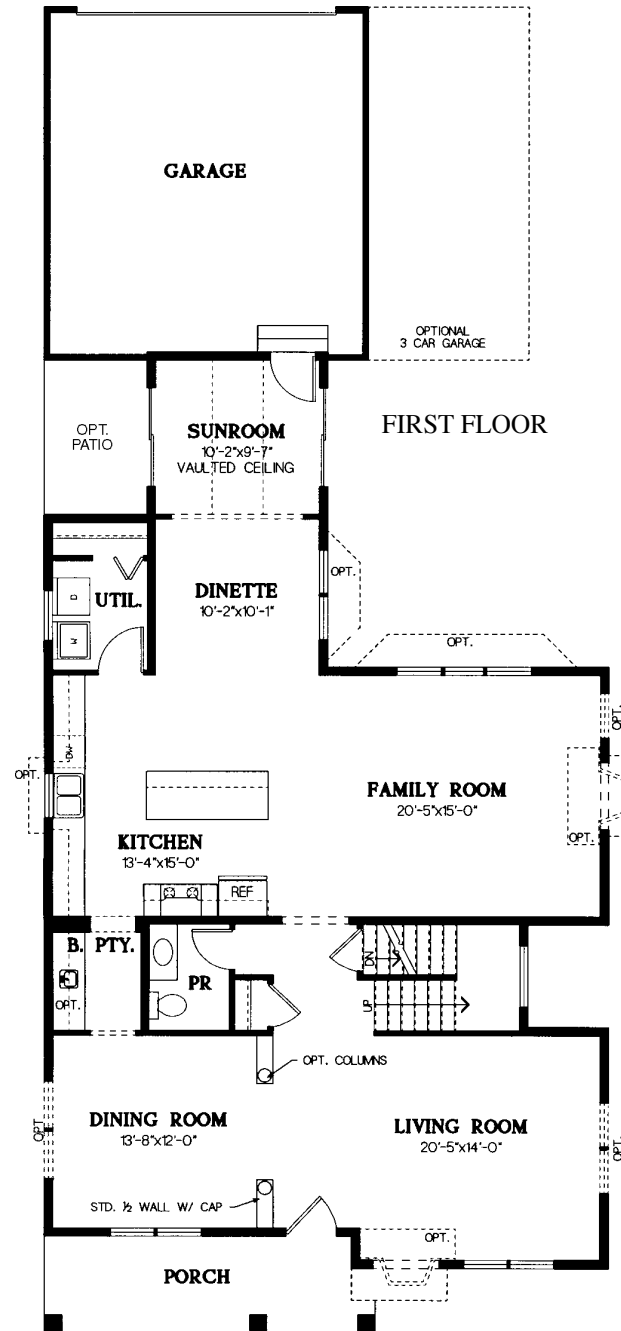 GARAGE
OPTIONAL
3 CAR GARAGE
FIRST FLOOR
OPT.
PATIO
SUNROOM
10'-2"x9'-7"
VAULTED CEILING
OPT.
DINETTE
10'-2"x10'-1"
D
UTIL.
W
OPT.
OPT.
DW
OPT.
FAMILY ROOM
20'-5"x15'-0"
OPT.
KITCHEN
13'-4"x15'-0"
REF
B. PTY.
OPT.
PR
DN
UP
OPT. COLUMNS
DINING ROOM
13'-8"x12'-0"
OPT.
LIVING ROOM
20'-5"x14'-0"
OPT.
STD. ½ WALL W/ CAP
OPT.
PORCH